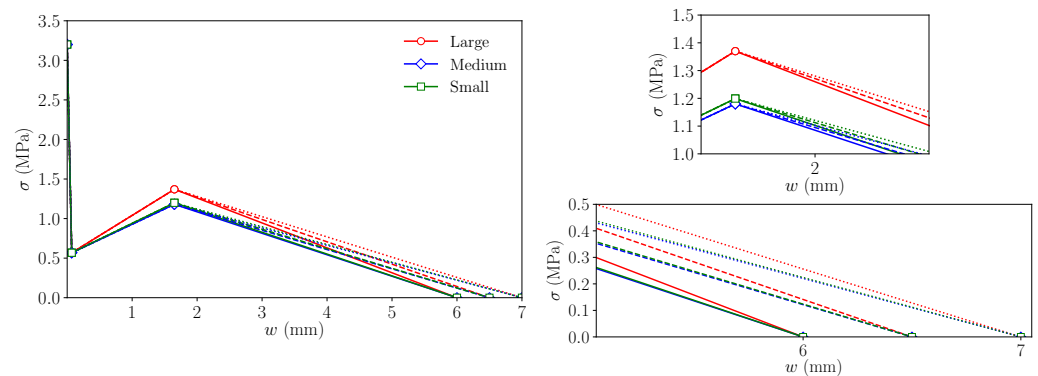 3.5
3.0
2.5
2.0
1.5
1.0
0.5
0.0
σ (MPa)
1 2 3 4 5 6 7
w (mm)
Large
Medium
Small
1.5
1.4
1.3
1.2
1.1
1.0
σ (MPa)
2
w (mm)
0.5
0.4
0.3
0.2
0.1
0.0
σ (MPa)
6 7
w (mm)